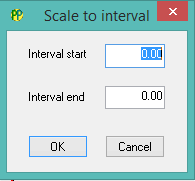 Scale to interval
Interval start 0.00
Interval end 0.00
OK Cancel